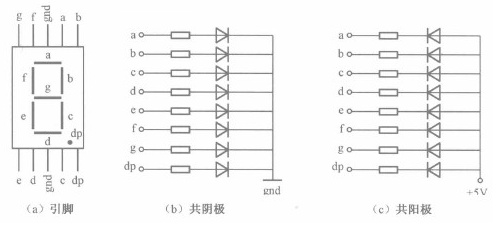 g f gnd a b
a
f b
g
e c
d dp
e d gnd c dp
(a) 引脚
a
b
c
d
e
f
g
dp
gnd
(b) 共阴极
a
b
c
d
e
f
g
dp
+5V
(c) 共阳极